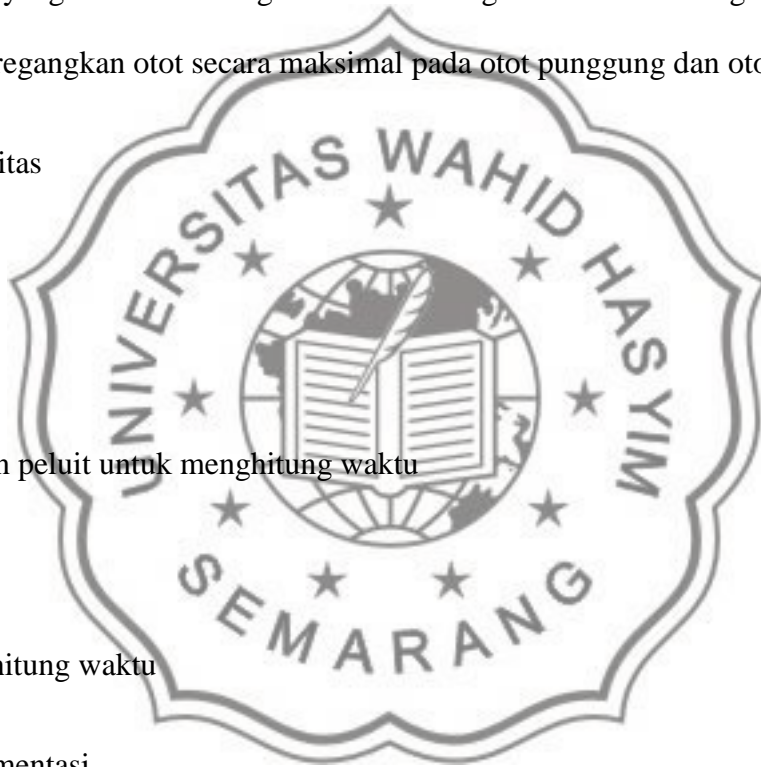 regangkan otot secara maksimal pada otot punggung dan
itas
UNIVERSITAS WAHID HASYIM
peluit untuk menghitung waktu
SEMARANG
hitung waktu
mentasi